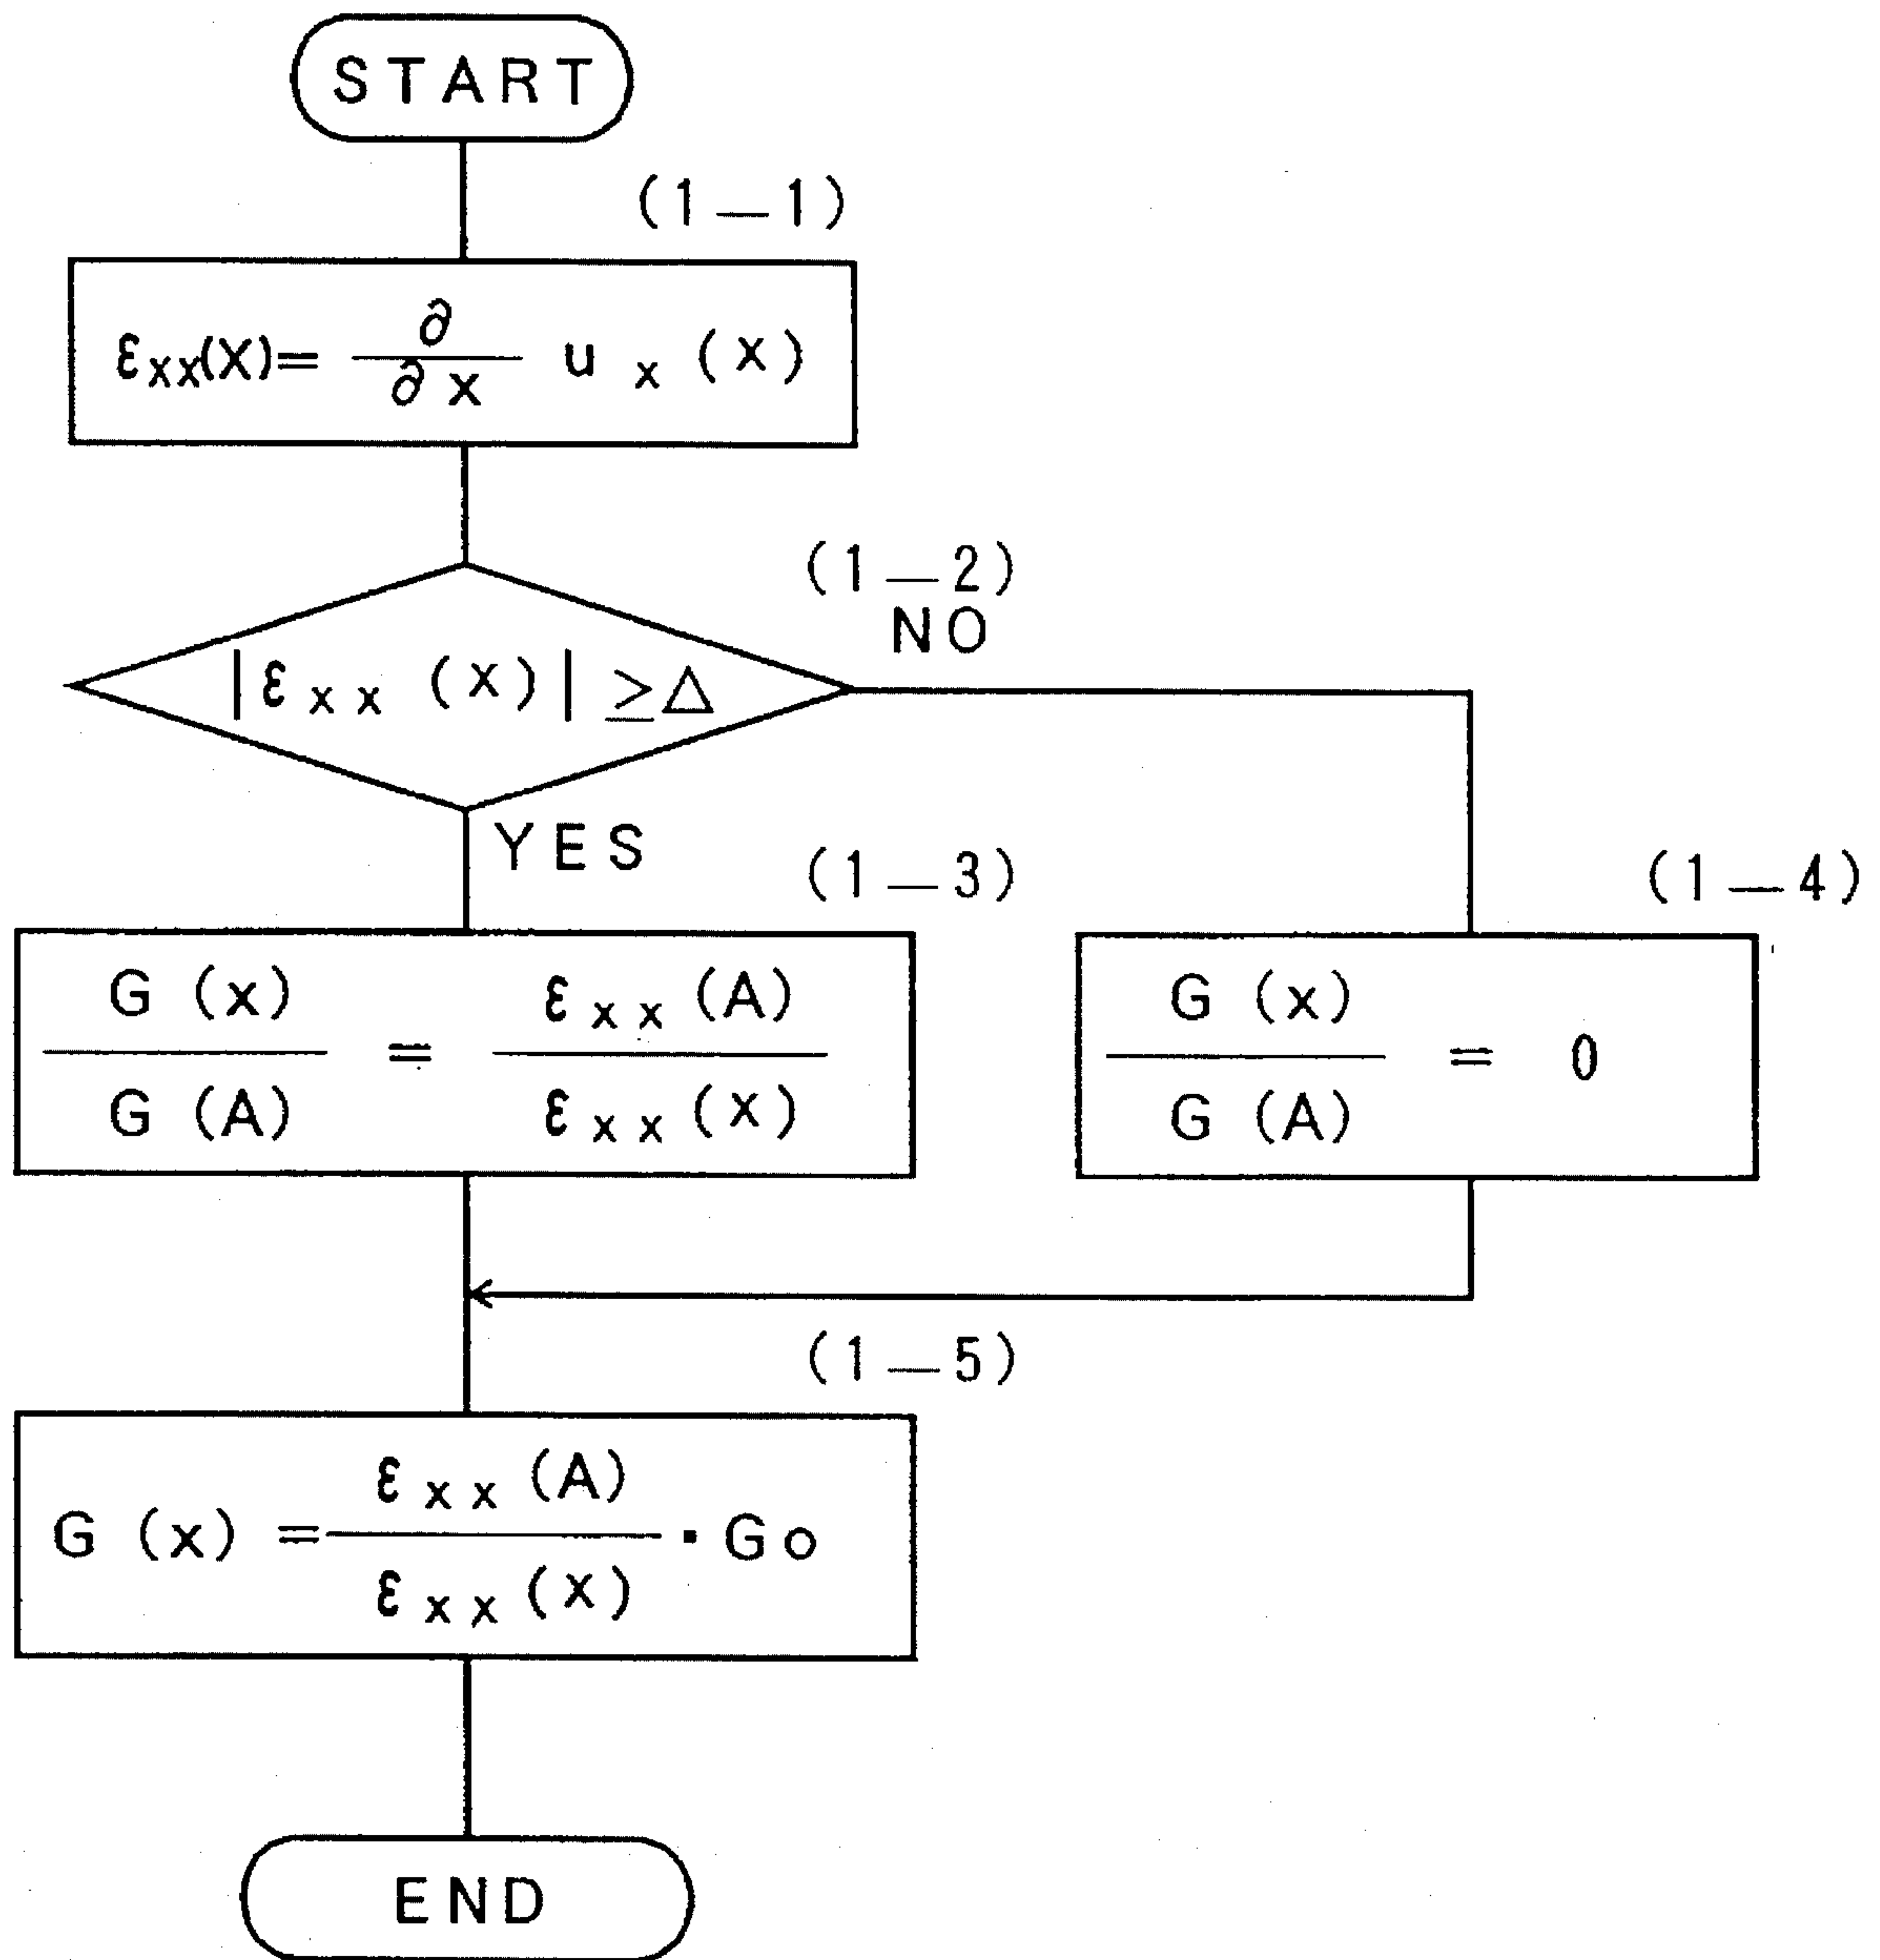 START
(1—1)
εxx(x)= ∂/∂x ux(x)
(1—2)
NO
|εxx(x)| ≥ Δ
YES
(1—3)
(1—4)
G(x)/G(A) = εxx(A)/εxx(x)
G(x)/G(A) = 0
(1—5)
G(x) = εxx(A)/εxx(x) ・Go
END